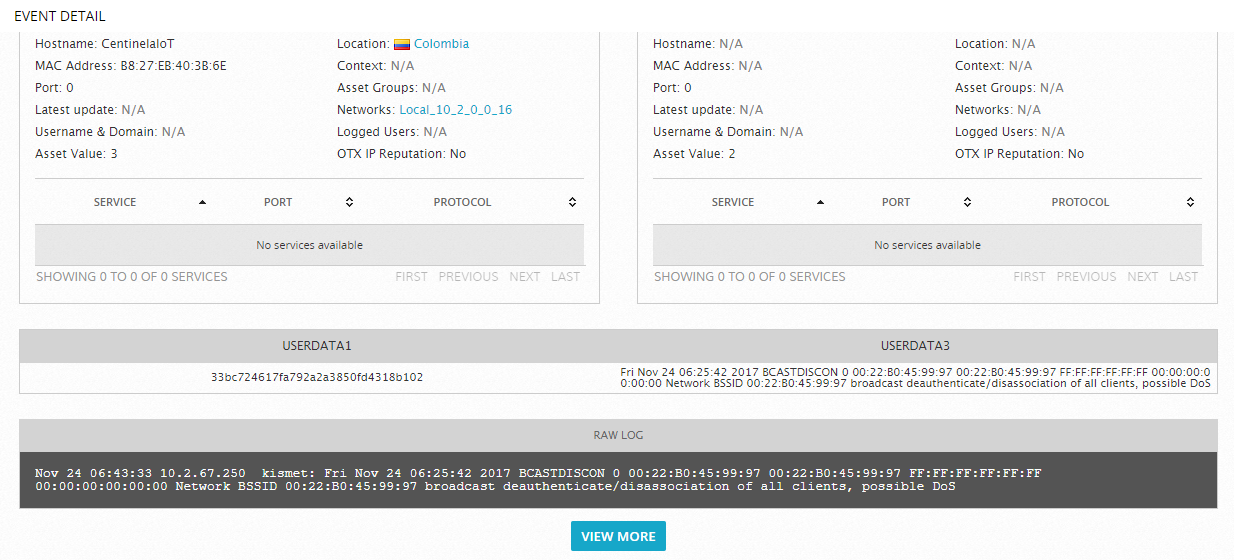 EVENT DETAIL
Hostname: CentinelaIoT
Location: Colombia
MAC Address: B8:27:EB:40:3B:6E
Context: N/A
Port: 0
Asset Groups: N/A
Latest update: N/A
Networks: Local_10_2_0_0_16
Username & Domain: N/A
Logged Users: N/A
Asset Value: 3
OTX IP Reputation: No
SERVICE PORT PROTOCOL
No services available
SHOWING 0 TO 0 OF 0 SERVICES
FIRST PREVIOUS NEXT LAST
Hostname: N/A
Location: N/A
MAC Address: N/A
Context: N/A
Port: 0
Asset Groups: N/A
Latest update: N/A
Networks: N/A
Username & Domain: N/A
Logged Users: N/A
Asset Value: 2
OTX IP Reputation: No
SERVICE PORT PROTOCOL
No services available
SHOWING 0 TO 0 OF 0 SERVICES
FIRST PREVIOUS NEXT LAST
USERDATA1
33bc724617fa792a2a3850fd4318b102
USERDATA3
Fri Nov 24 06:25:42 2017 BCASTDISCON 0 00:22:B0:45:99:97 00:22:B0:45:99:97 FF:FF:FF:FF:FF:FF 00:00:00:0
0:00:00 Network BSSID 00:22:B0:45:99:97 broadcast deauthenticate/disassociation of all clients, possible DoS
RAW LOG
Nov 24 06:43:33 10.2.67.250 kismet: Fri Nov 24 06:25:42 2017 BCASTDISCON 0 00:22:B0:45:99:97 00:22:B0:45:99:97 FF:FF:FF:FF:FF:FF
00:00:00:00:00:00 Network BSSID 00:22:B0:45:99:97 broadcast deauthenticate/disassociation of all clients, possible DoS
VIEW MORE